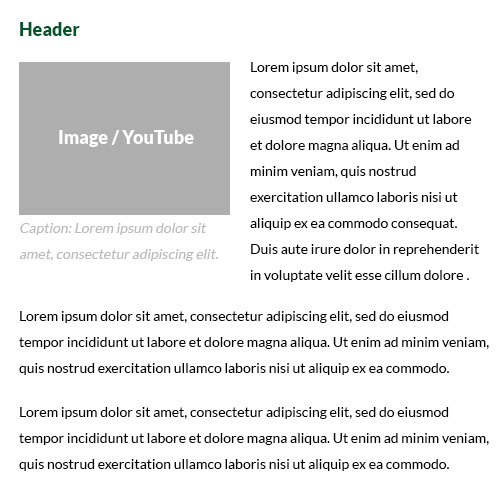 Header
Image / YouTube
Caption: Lorem ipsum dolor sit
amet, consectetur adipiscing elit.
Lorem ipsum dolor sit amet,
consectetur adipiscing elit, sed do
eiusmod tempor incididunt ut labore
et dolore magna aliqua. Ut enim ad
minim veniam, quis nostrud
exercitation ullamco laboris nisi ut
aliquip ex ea commodo consequat.
Duis aute irure dolor in reprehenderit
in voluptate velit esse cillum dolore .
Lorem ipsum dolor sit amet, consectetur adipiscing elit, sed do eiusmod
tempor incididunt ut labore et dolore magna aliqua. Ut enim ad minim veniam,
quis nostrud exercitation ullamco laboris nisi ut aliquip ex ea commodo.
Lorem ipsum dolor sit amet, consectetur adipiscing elit, sed do eiusmod
tempor incididunt ut labore et dolore magna aliqua. Ut enim ad minim veniam,
quis nostrud exercitation ullamco laboris nisi ut aliquip ex ea commodo.